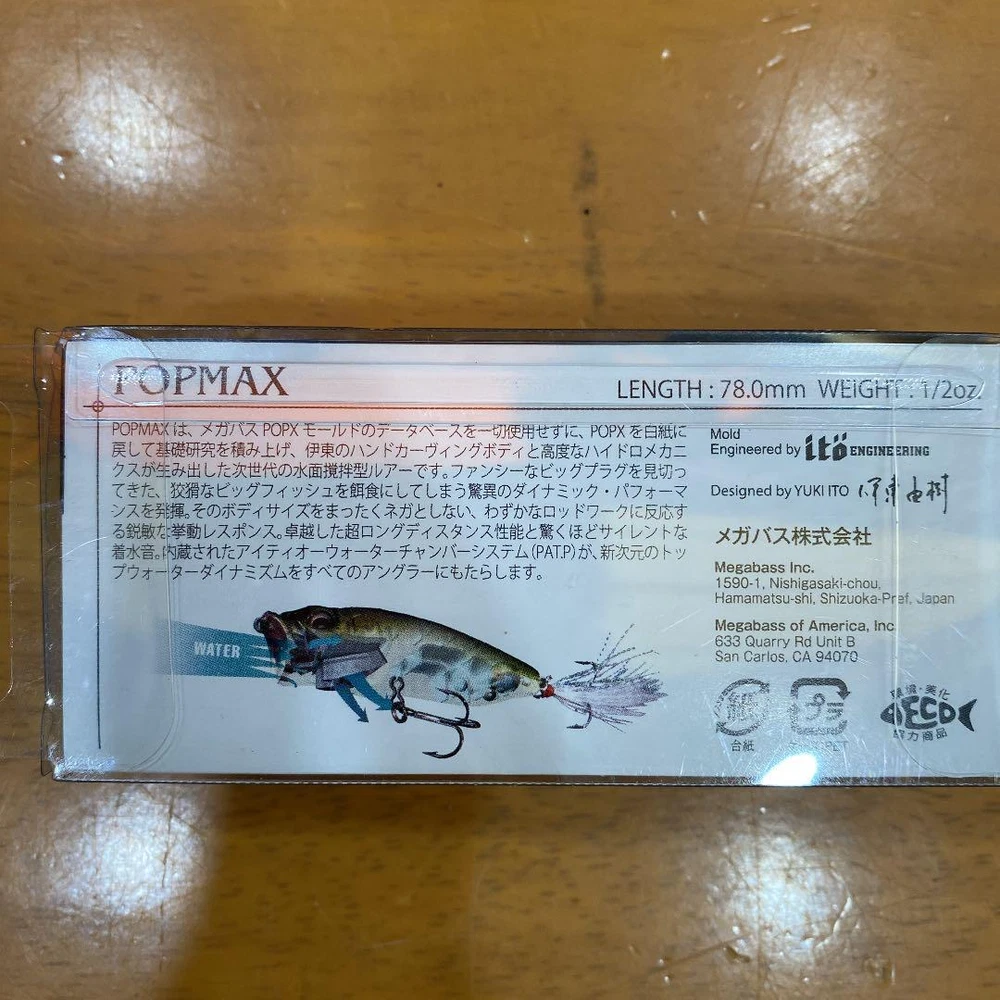 POPMAX
LENGTH : 78.0mm WEIGHT : 1/2oz.
POPMAXは、メガバスPOPXモールドのデータベースを一切使用せずに、POPXを白紙に
戻して基礎研究を積み上げ、伊東のハンドカーヴィングボディと高度なハイドロメカニ
クスが生み出した次世代の水面撹拌型ルアーです。ファンシーなビッグプラグを見切っ
てきた、狡猾なビッグフィッシュを餌食にしてしまう驚異のダイナミック・パフォーマ
ンスを発揮。そのボディサイズをまったくネガとしない、わずかなロッドワークに反応す
る鋭敏な挙動レスポンス。卓越した超ロングディスタンス性能と驚くほどサイレントな
着水音。内蔵されたアイティオーウォーターチャンバーシステム(PAT.P)が、新次元のトッ
プウォーターダイナミズムをすべてのアングラーにもたらします。
WATER
Mold
Engineered by itö ENGINEERING
Designed by YUKI ITO 伊東由樹
メガバス株式会社
Megabass Inc.
1590-1, Nishigasaki-chou,
Hamamatsu-shi, Shizuoka-Pref, Japan
Megabass of America, Inc
633 Quarry Rd Unit B
San Carlos, CA 94070
紙
台紙
プラ
環境・美化
ECO
協力商品